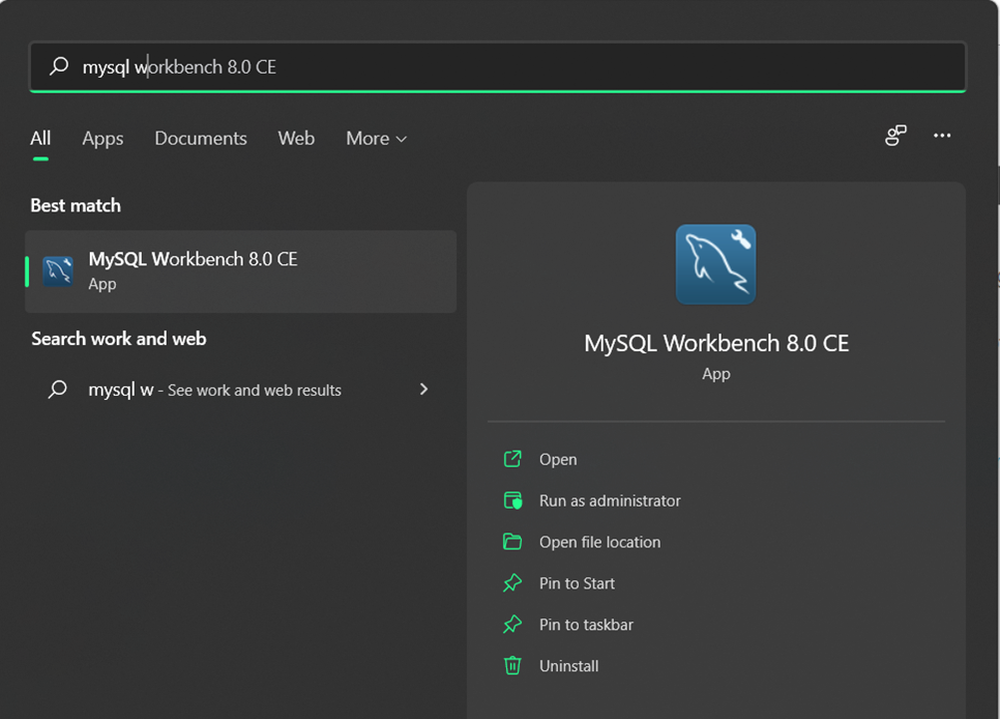 mysql workbench 8.0 CE
All Apps Documents Web More
Best match
MySQL Workbench 8.0 CE
App
Search work and web
mysql w - See work and web results
MySQL Workbench 8.0 CE
App
Open
Run as administrator
Open file location
Pin to Start
Pin to taskbar
Uninstall